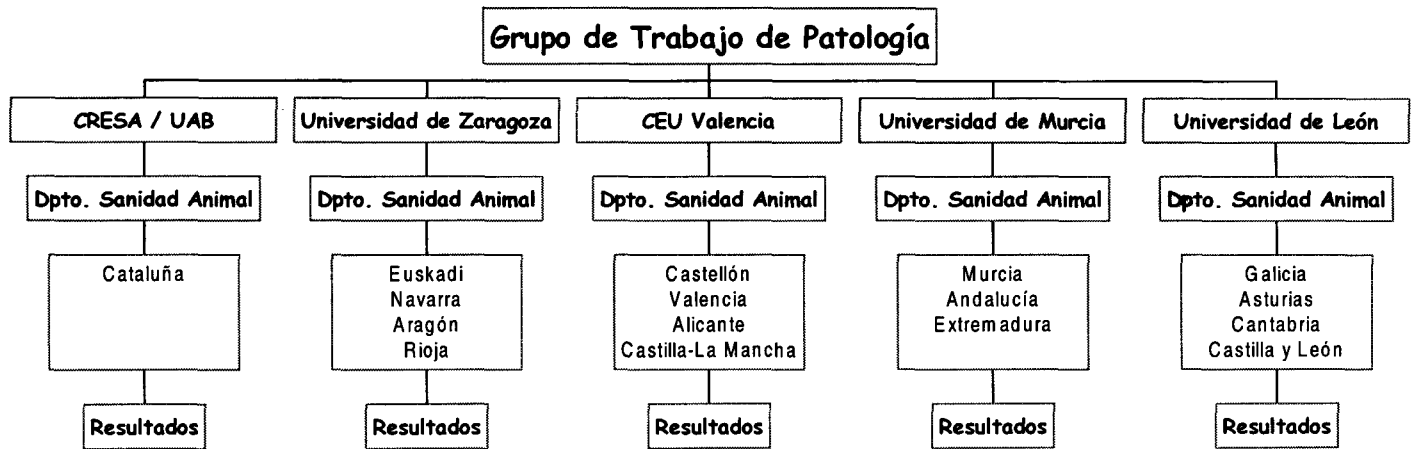 Grupo de Trabajo de Patología
CRESA / UAB
Universidad de Zaragoza
CEU Valencia
Universidad de Murcia
Universidad de León
Dpto. Sanidad Animal
Dpto. Sanidad Animal
Dpto. Sanidad Animal
Dpto. Sanidad Animal
Dpto. Sanidad Animal
Cataluña
Euskadi
Navarra
Aragón
Rioja
Castellón
Valencia
Alicante
Castilla-La Mancha
Murcia
Andalucía
Extremadura
Galicia
Asturias
Cantabria
Castilla y León
Resultados
Resultados
Resultados
Resultados
Resultados